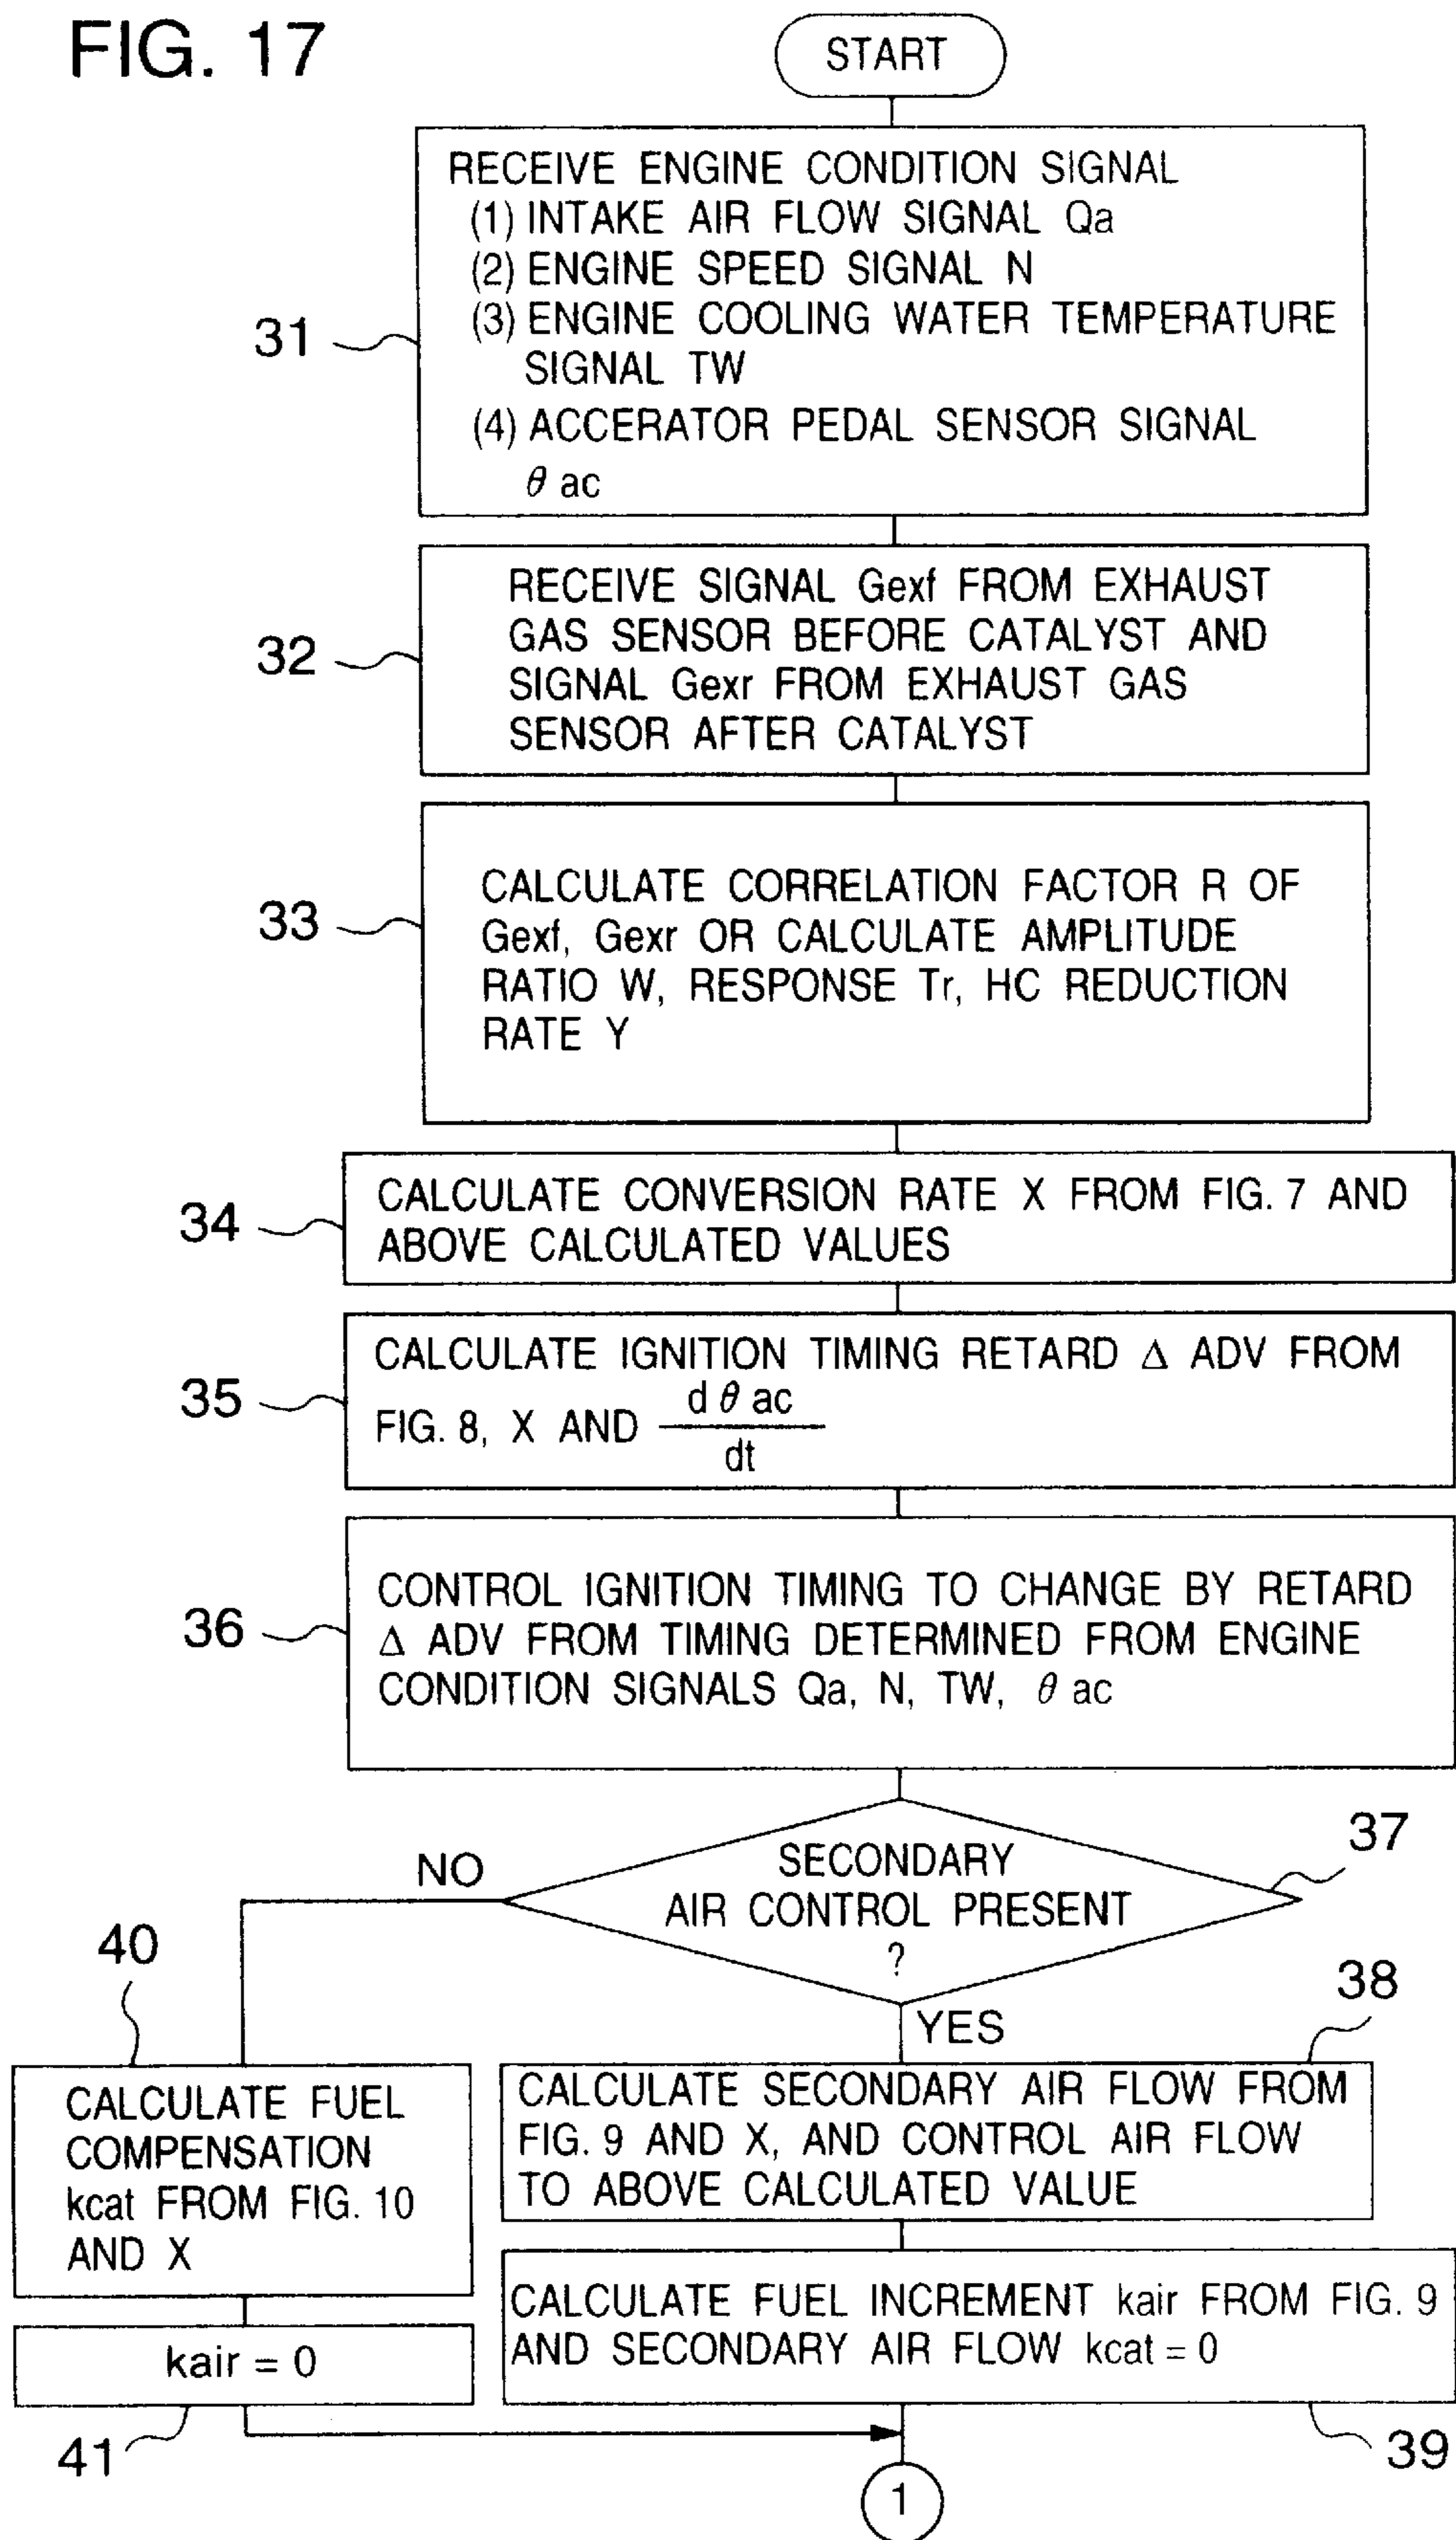 FIG. 17
START
RECEIVE ENGINE CONDITION SIGNAL
(1) INTAKE AIR FLOW SIGNAL Qa
(2) ENGINE SPEED SIGNAL N
(3) ENGINE COOLING WATER TEMPERATURE
SIGNAL TW
(4) ACCERATOR PEDAL SENSOR SIGNAL
θ ac
31
RECEIVE SIGNAL Gexf FROM EXHAUST
GAS SENSOR BEFORE CATALYST AND
SIGNAL Gexr FROM EXHAUST GAS
SENSOR AFTER CATALYST
32
CALCULATE CORRELATION FACTOR R OF
Gexf, Gexr OR CALCULATE AMPLITUDE
RATIO W, RESPONSE Tr, HC REDUCTION
RATE Y
33
CALCULATE CONVERSION RATE X FROM FIG. 7 AND
ABOVE CALCULATED VALUES
34
CALCULATE IGNITION TIMING RETARD Δ ADV FROM
FIG. 8, X AND d θ ac / dt
35
CONTROL IGNITION TIMING TO CHANGE BY RETARD
Δ ADV FROM TIMING DETERMINED FROM ENGINE
CONDITION SIGNALS Qa, N, TW, θ ac
36
SECONDARY
AIR CONTROL PRESENT
?
37
NO
YES
40
CALCULATE FUEL
COMPENSATION
kcat FROM FIG. 10
AND X
38
CALCULATE SECONDARY AIR FLOW FROM
FIG. 9 AND X, AND CONTROL AIR FLOW
TO ABOVE CALCULATED VALUE
kair = 0
41
CALCULATE FUEL INCREMENT kair FROM FIG. 9
AND SECONDARY AIR FLOW kcat = 0
39
1